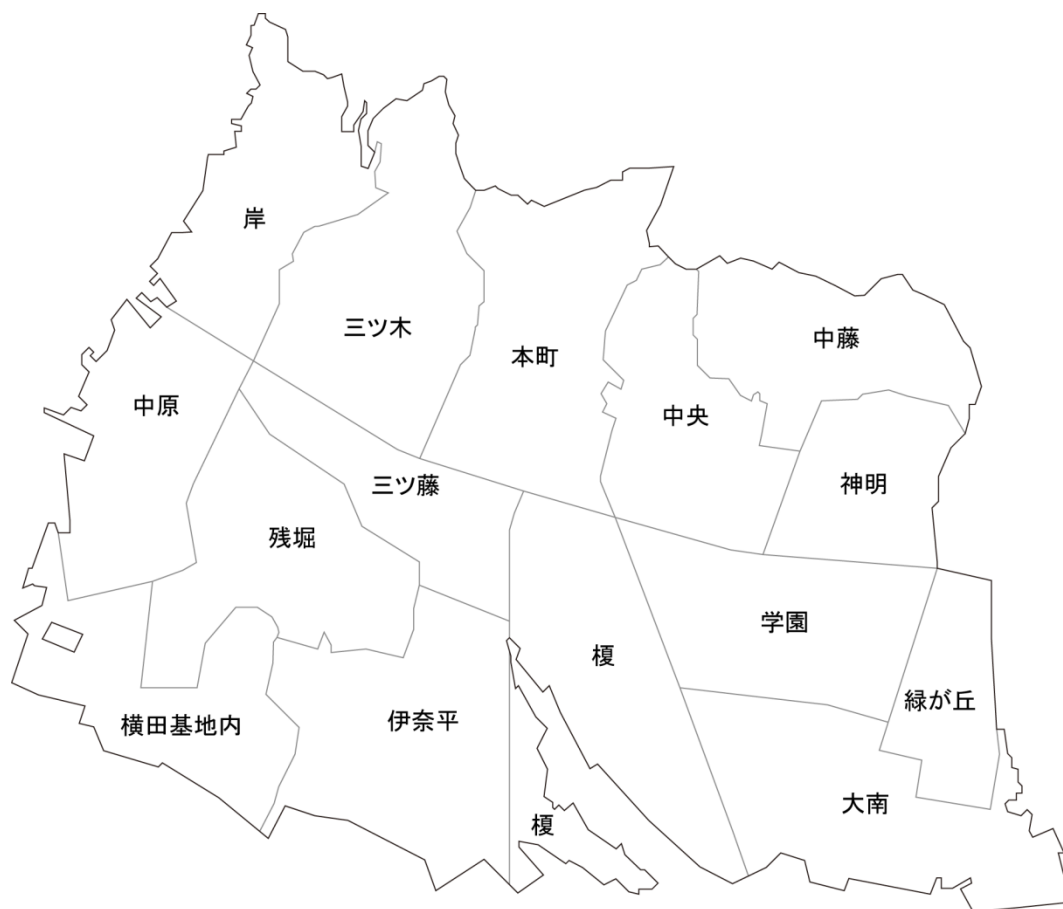 岸
三ツ木
中藤
本町
中原
中央
三ツ藤
神明
残堀
学園
榎
緑が丘
伊奈平
横田基地内
大南
榎